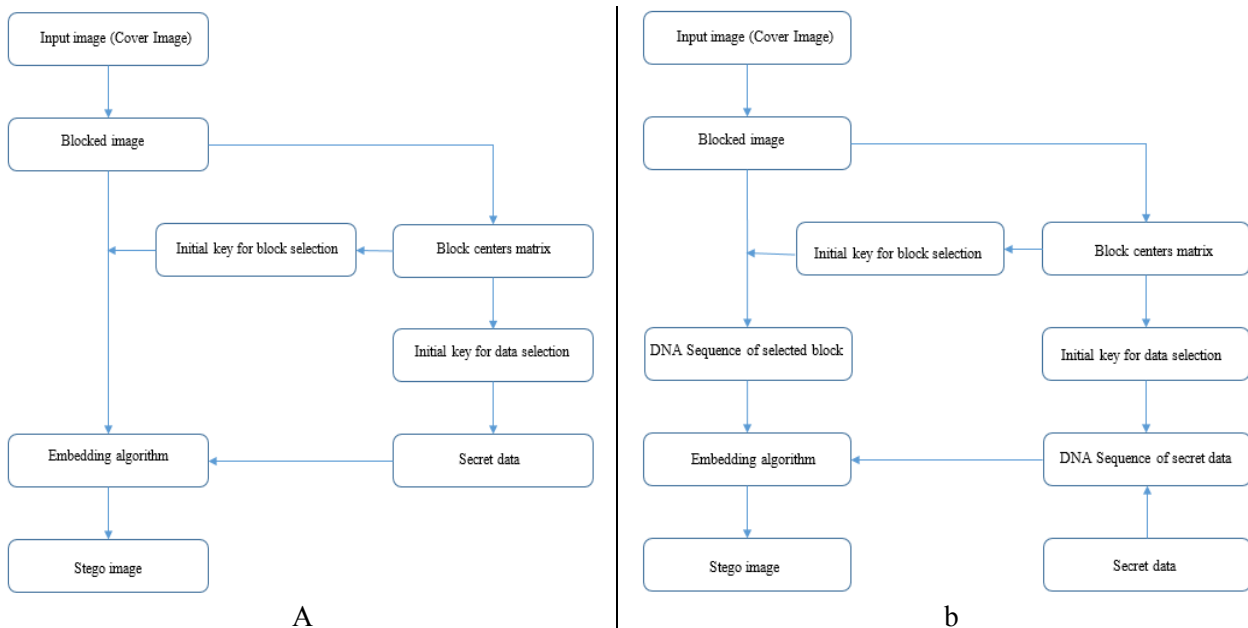 Input image (Cover Image)
Blocked image
Initial key for block selection
Block centers matrix
Initial key for data selection
Embedding algorithm
Secret data
Stego image
A
Input image (Cover Image)
Blocked image
Initial key for block selection
Block centers matrix
DNA Sequence of selected block
Initial key for data selection
Embedding algorithm
DNA Sequence of secret data
Stego image
Secret data
b